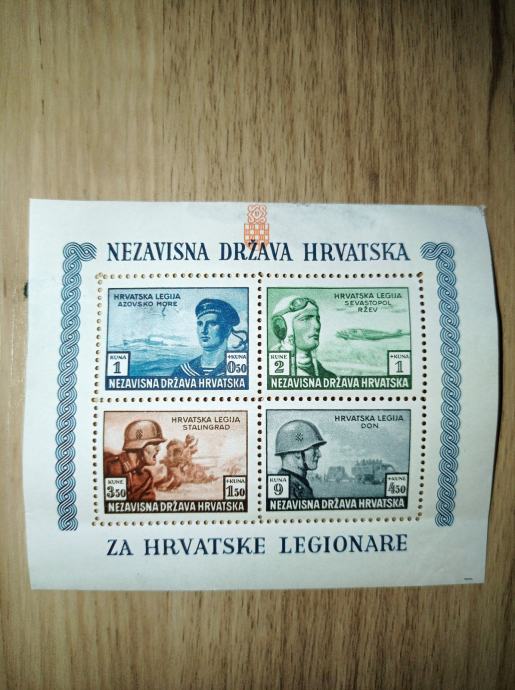 NEZAVISNA DRŽAVA HRVATSKA
HRVATSKA LEGIJA
AZOVSKO MORE
KUNA
1
+KUNA
0.50
NEZAVISNA DRŽAVA HRVATSKA
HRVATSKA LEGIJA
SEVASTOPOL
RŽEV
KUNE
2
+KUNA
1
NEZAVISNA DRŽAVA HRVATSKA
HRVATSKA LEGIJA
STALINGRAD
KUNE
3.50
+KUNA
1.50
NEZAVISNA DRŽAVA HRVATSKA
HRVATSKA LEGIJA
DON
KUNA
9
+KUNE
4.50
NEZAVISNA DRŽAVA HRVATSKA
ZA HRVATSKE LEGIONARE